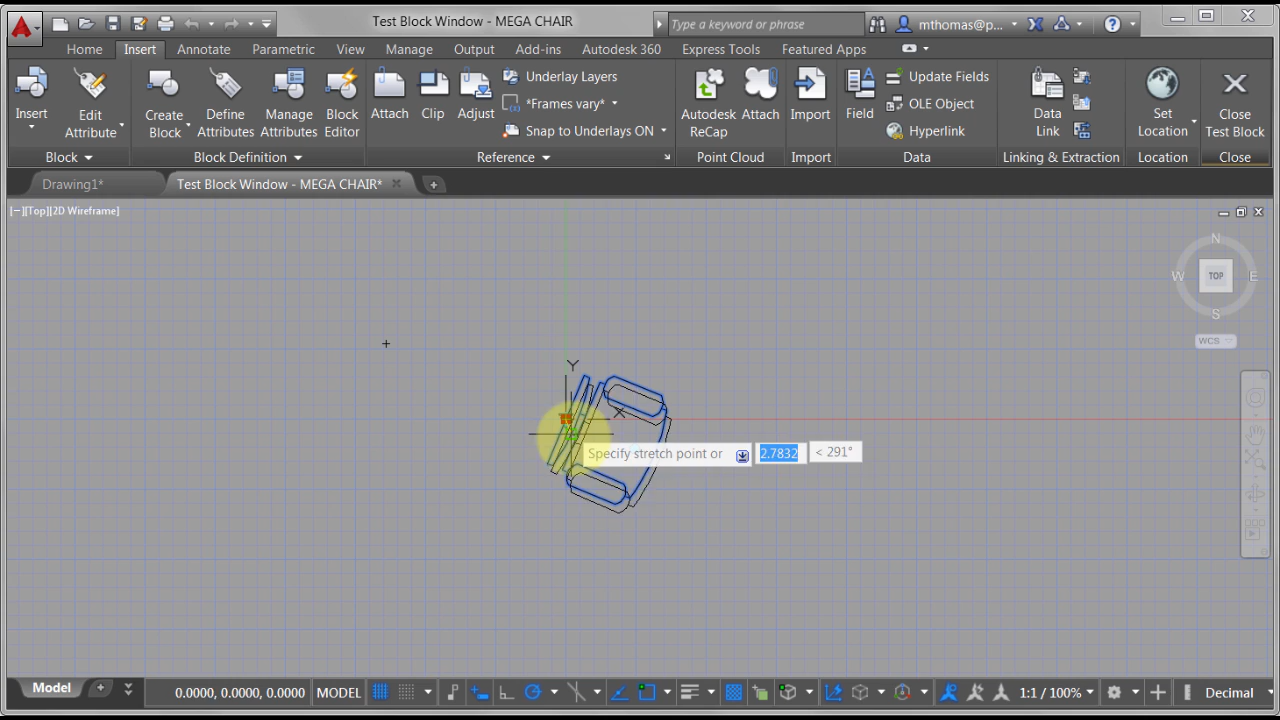 Test Block Window - MEGA CHAIR
Type a keyword or phrase
mthomas@p...
Home Insert Annotate Parametric View Manage Output Add-ins Autodesk 360 Express Tools Featured Apps
Insert
Edit Attribute
Create Block
Define Attributes
Manage Attributes
Block Editor
Attach
Clip
Adjust
Underlay Layers
*Frames vary*
Snap to Underlays ON
Autodesk ReCap
Attach
Import
Field
Update Fields
OLE Object
Hyperlink
Data Link
Set Location
Close Test Block
Block Block Definition Reference Point Cloud Import Data Linking & Extraction Location Close
Drawing1* Test Block Window - MEGA CHAIR*
[−][Top][2D Wireframe]
N
W TOP E
S
WCS
Y
Specify stretch point or 2.7832 < 291°
Model 0.0000, 0.0000, 0.0000 MODEL 1:1 / 100% Decimal